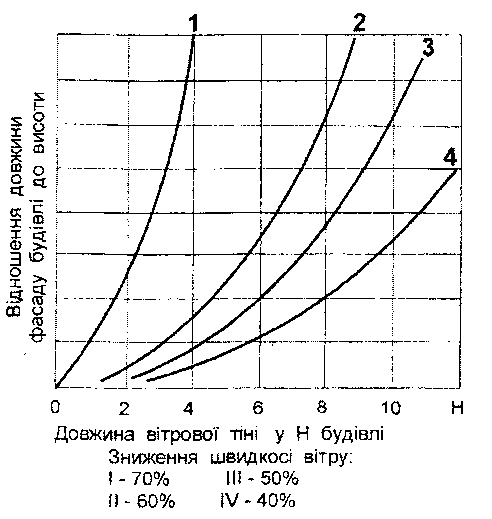 1 2 3
4
Відношення довжини
фасаду будівлі до висоти
0 2 4 6 8 10 Н
Довжина вітрової тіні у Н будівлі
Зниження швидкосі вітру:
І - 70% ІІІ - 50%
ІІ - 60% IV - 40%